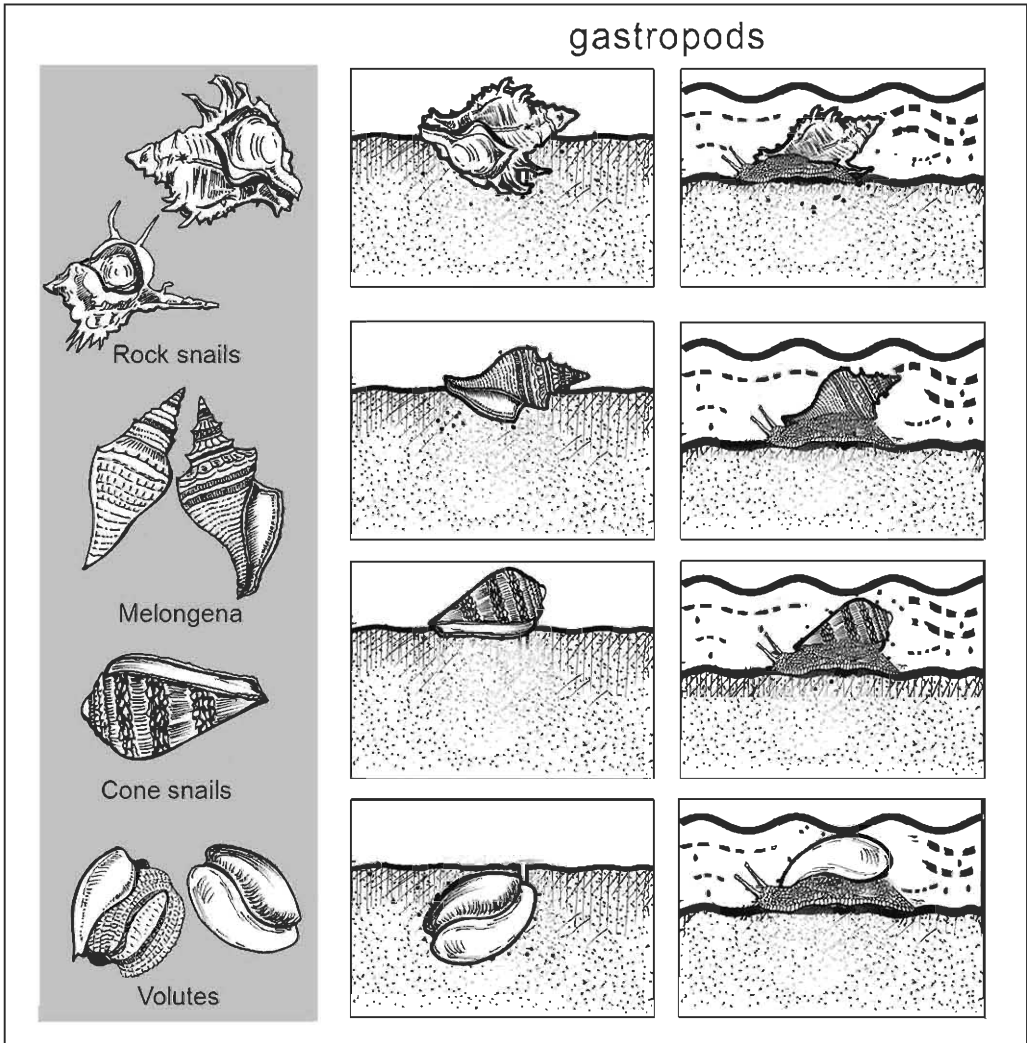 gastropods
Rock snails
Melongena
Cone snails
Volutes